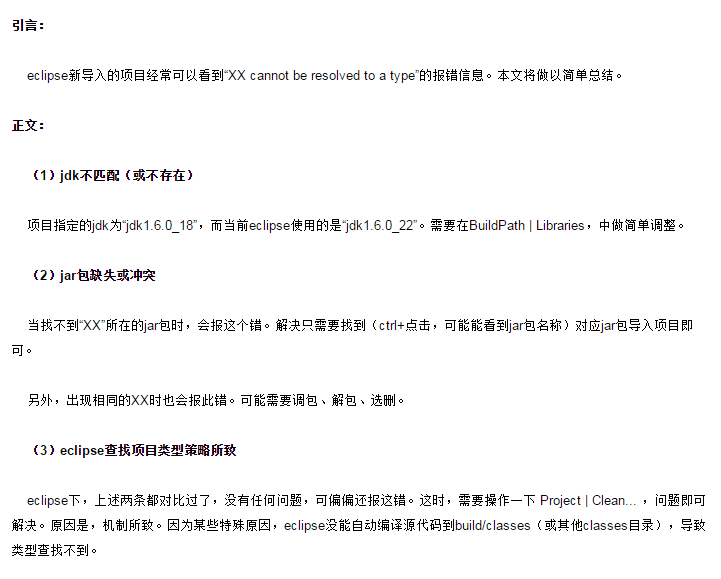 引言：
eclipse新导入的项目经常可以看到“XX cannot be resolved to a type”的报错信息。本文将做以简单总结。
正文：
（1）jdk不匹配（或不存在）
项目指定的jdk为“jdk1.6.0_18”，而当前eclipse使用的是“jdk1.6.0_22”。需要在BuildPath | Libraries，中做简单调整。
（2）jar包缺失或冲突
当找不到“XX”所在的jar包时，会报这个错。解决只需要找到（ctrl+点击，可能能看到jar包名称）对应jar包导入项目即
可。
另外，出现相同的XX时也会报此错。可能需要调包、解包、选删。
（3）eclipse查找项目类型策略所致
eclipse下，上述两条都对比过了，没有任何问题，可偏偏还报这错。这时，需要操作一下 Project | Clean... ，问题即可
解决。原因是，机制所致。因为某些特殊原因，eclipse没能自动编译源代码到build/classes（或其他classes目录），导致
类型查找不到。